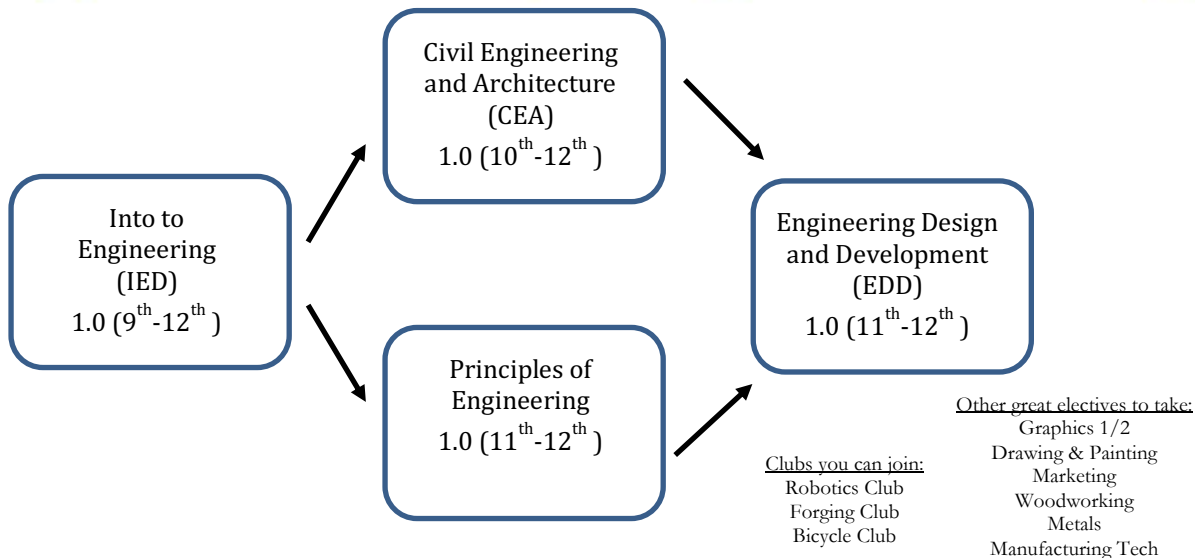 Civil Engineering
and Architecture
(CEA)
1.0 (10th-12th )
Into to
Engineering
(IED)
1.0 (9th-12th )
Engineering Design
and Development
(EDD)
1.0 (11th-12th )
Principles of
Engineering
1.0 (11th-12th )
Clubs you can join:
Robotics Club
Forging Club
Bicycle Club
Other great electives to take:
Graphics 1/2
Drawing & Painting
Marketing
Woodworking
Metals
Manufacturing Tech